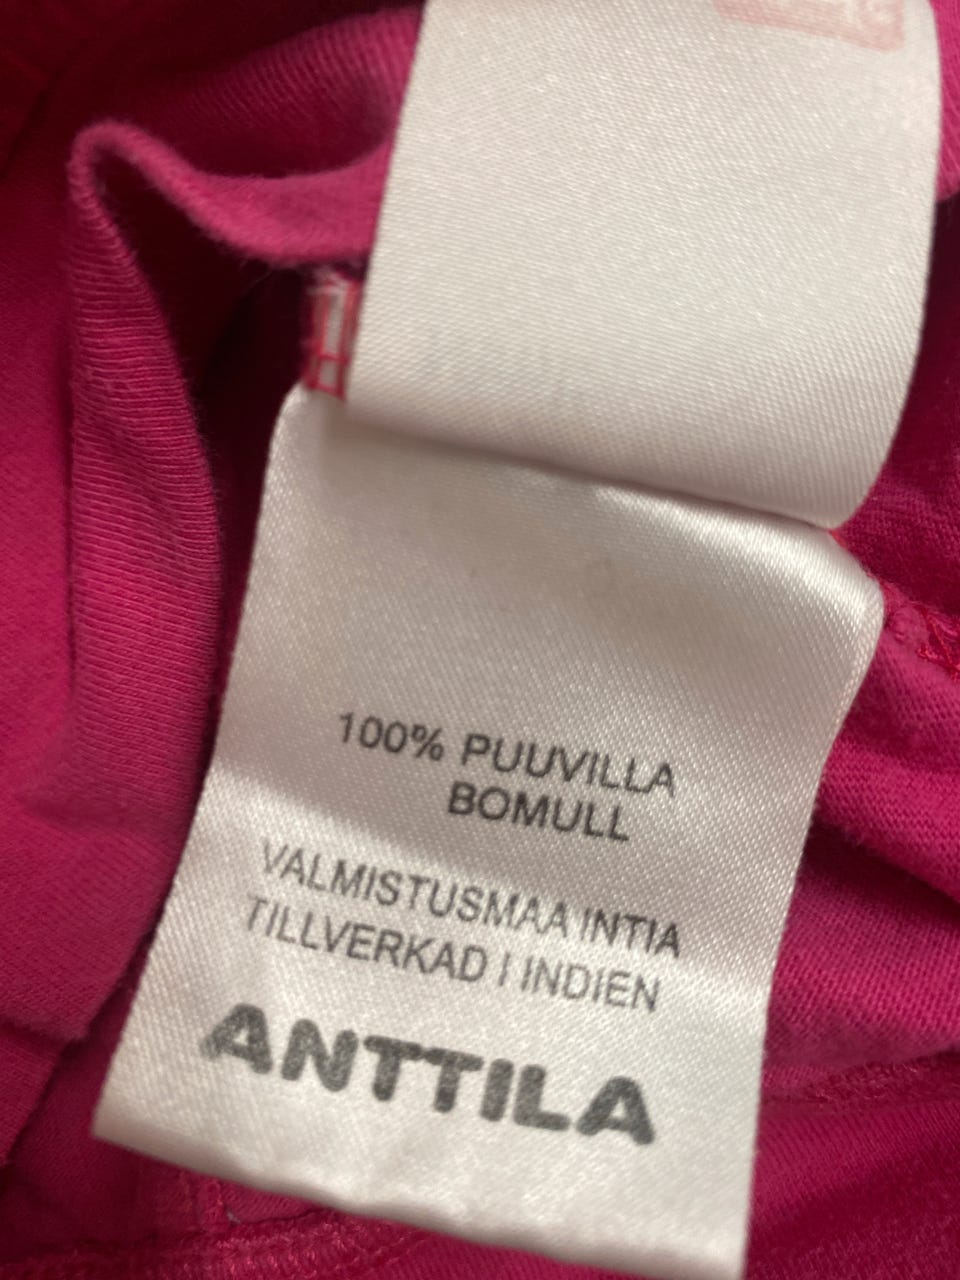 100% PUUVILLA
BOMULL
VALMISTUSMAA INTIA
TILLVERKAD I INDIEN
ANTTILA